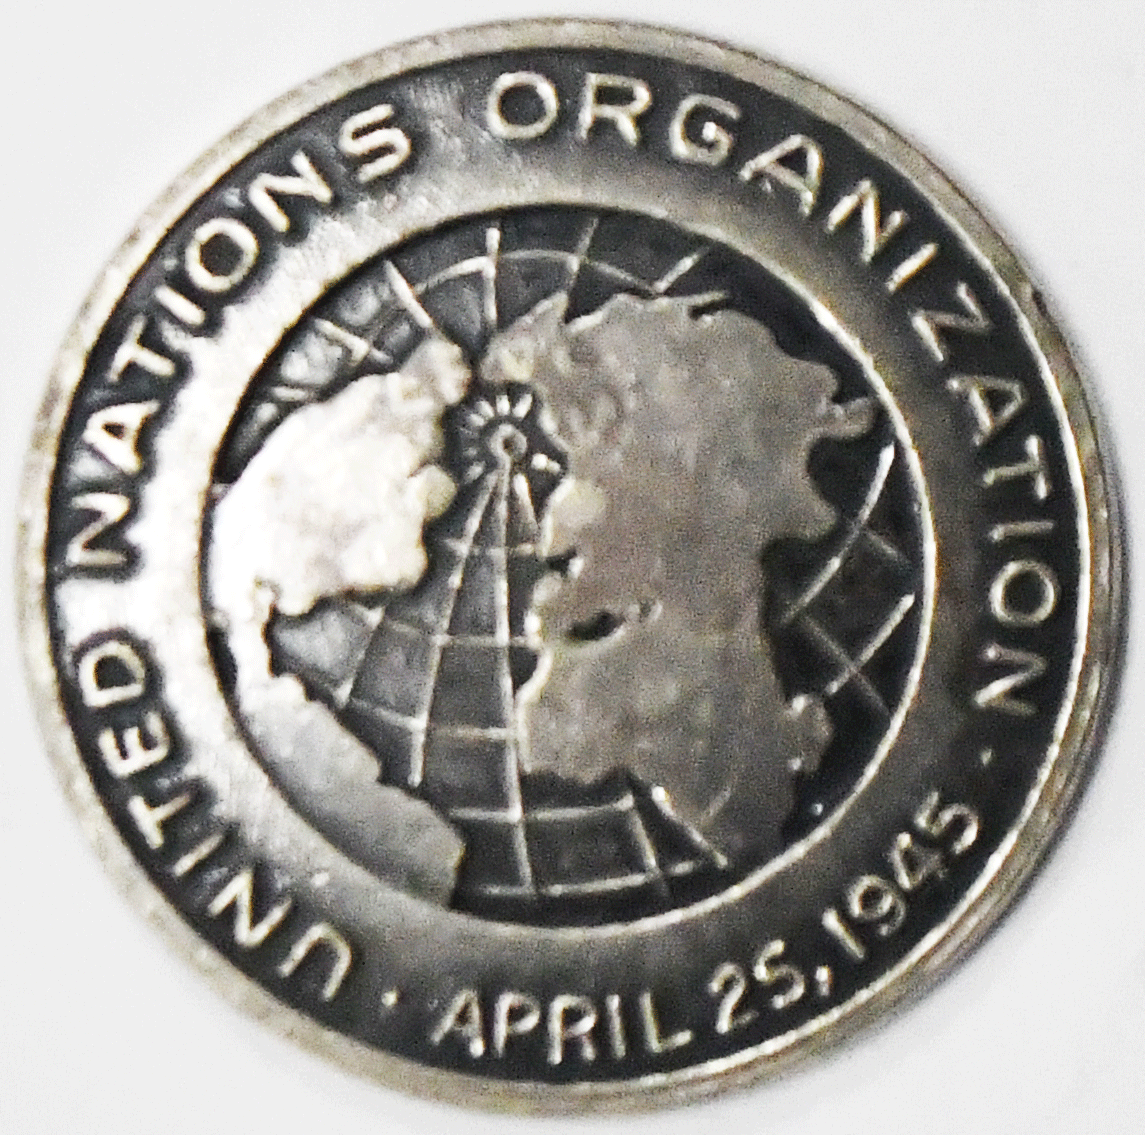 UNITED NATIONS ORGANIZATION
· APRIL 25, 1945 ·